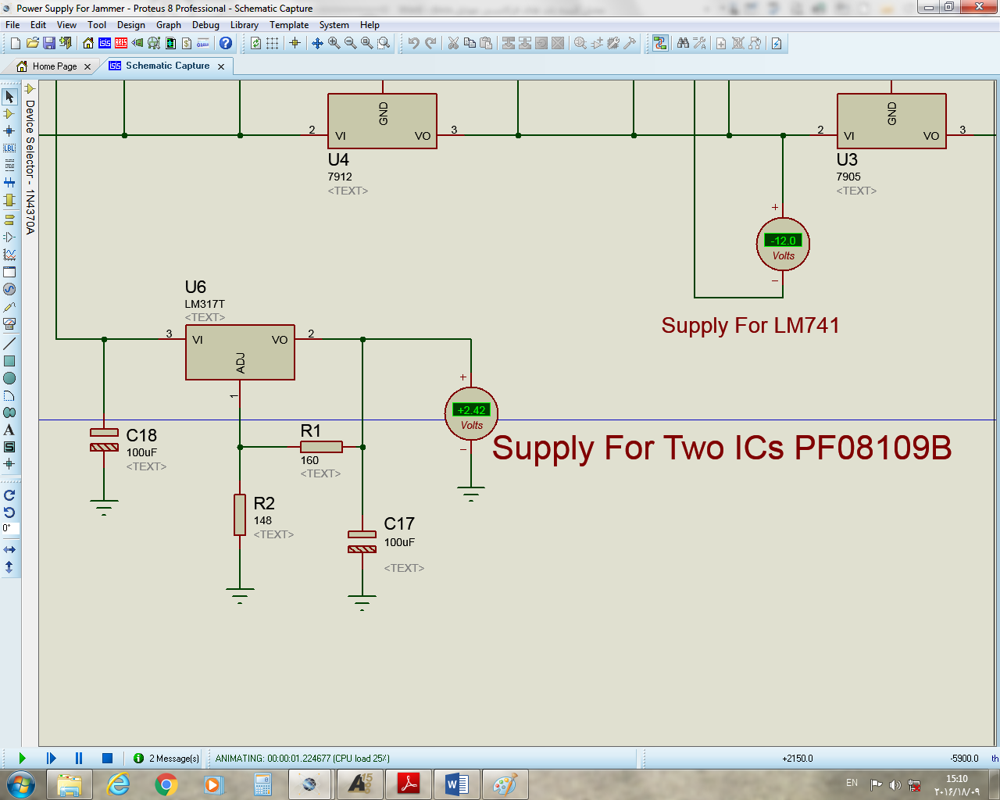 Power Supply For Jammer - Proteus 8 Professional - Schematic Capture
File Edit View Tool Design Graph Debug Library Template System Help
Home Page
Schematic Capture
Device Selector - 1N4370A
LBL
0°
GND
2
VI
VO
3
U4
7912
<TEXT>
GND
2
VI
VO
3
U3
7905
<TEXT>
+
-12.0
Volts
−
Supply For LM741
U6
LM317T
<TEXT>
3
VI
VO
2
ADJ
1
+
+2.42
Volts
−
Supply For Two ICs PF08109B
C18
100uF
<TEXT>
R1
160
<TEXT>
R2
148
<TEXT>
C17
100uF
<TEXT>
2 Message(s)
ANIMATING: 00:00:01.224677 (CPU load 25%)
+2150.0
-5900.0
th
EN
15:10
٢٠١۶/١٨/٠٩